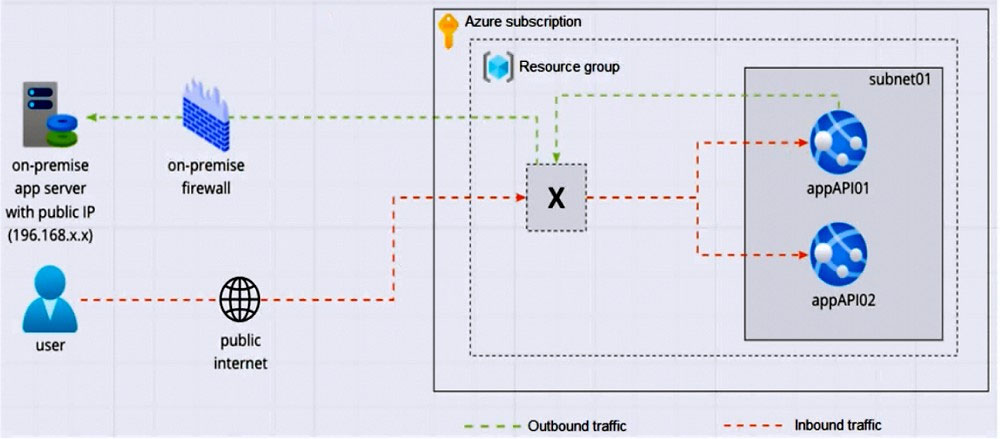 Azure subscription
Resource group
subnet01
on-premise
app server
with public IP
(196.168.x.x)
on-premise
firewall
X
appAPI01
appAPI02
user
public
internet
Outbound traffic
Inbound traffic